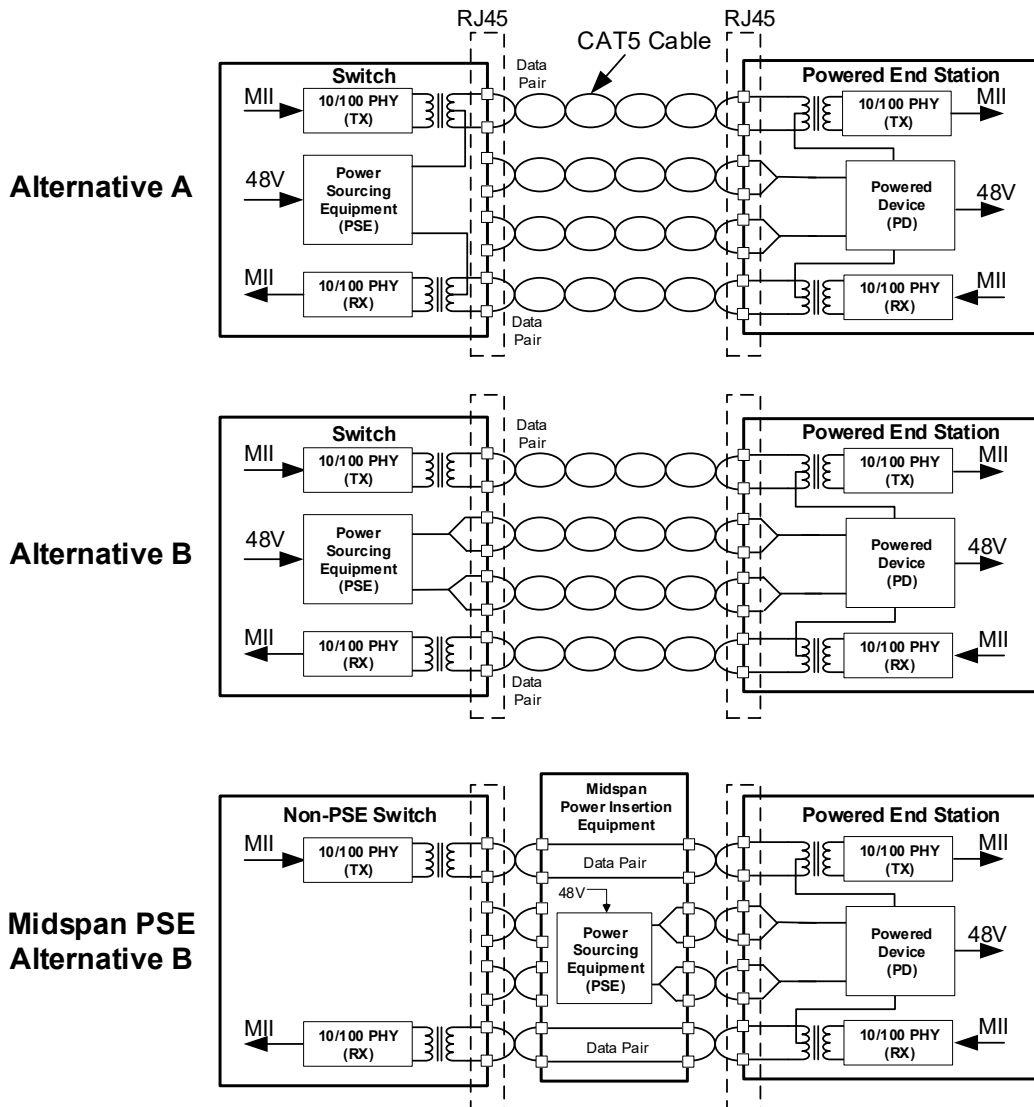 RJ45
RJ45
CAT5 Cable
Alternative A
Switch
MII
10/100 PHY
(TX)
48V
Power
Sourcing
Equipment
(PSE)
MII
10/100 PHY
(RX)
Data
Pair
Data
Pair
Powered End Station
10/100 PHY
(TX)
MII
Powered
Device
(PD)
48V
10/100 PHY
(RX)
MII
Alternative B
Switch
MII
10/100 PHY
(TX)
48V
Power
Sourcing
Equipment
(PSE)
MII
10/100 PHY
(RX)
Data
Pair
Data
Pair
Powered End Station
10/100 PHY
(TX)
MII
Powered
Device
(PD)
48V
10/100 PHY
(RX)
MII
Midspan PSE
Alternative B
Non-PSE Switch
MII
10/100 PHY
(TX)
MII
10/100 PHY
(RX)
Midspan
Power Insertion
Equipment
Data Pair
48V
Power
Sourcing
Equipment
(PSE)
Data Pair
Powered End Station
10/100 PHY
(TX)
MII
Powered
Device
(PD)
48V
10/100 PHY
(RX)
MII